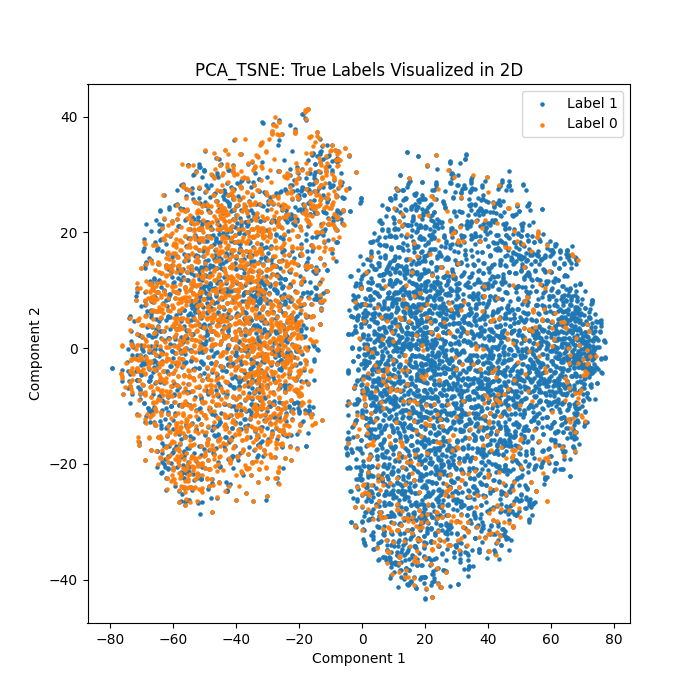 PCA_TSNE: True Labels Visualized in 2D
Label 1
Label 0
Component 2
40
20
0
−20
−40
−80
−60
−40
−20
0
20
40
60
80
Component 1